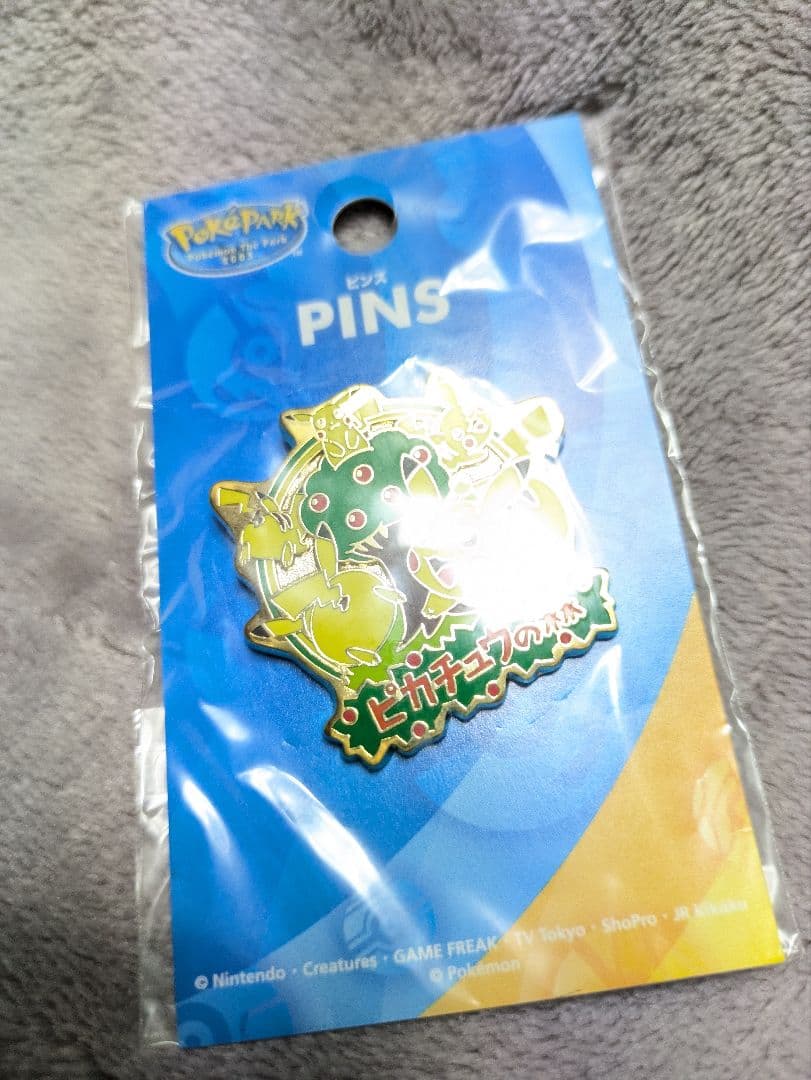 POKÉPARK
Pokémon The Park
2005
ピンズ
PINS
ピカチュウの森
© Nintendo・Creatures・GAME FREAK・TV Tokyo・ShoPro・JR Kikaku
© Pokémon